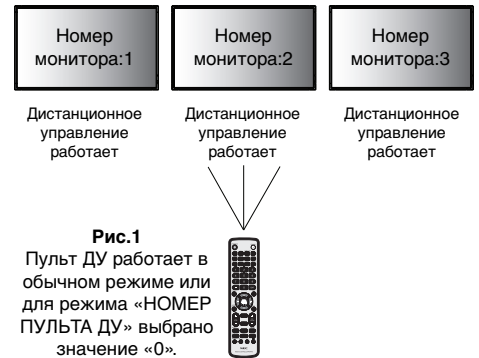 Номер
монитора:1
Номер
монитора:2
Номер
монитора:3
Дистанционное
управление
работает
Дистанционное
управление
работает
Дистанционное
управление
работает
Рис.1
Пульт ДУ работает в
обычном режиме или
для режима «НОМЕР
ПУЛЬТА ДУ» выбрано
значение «0».